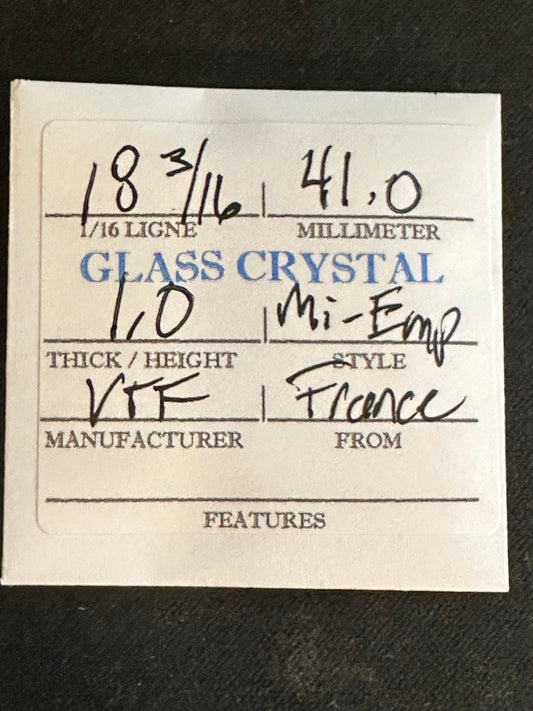 18 3/16 41.0
1/16 LIGNE MILLIMETER
GLASS CRYSTAL
1.0 Mi-Emp
THICK / HEIGHT STYLE
VTF France
MANUFACTURER FROM
FEATURES